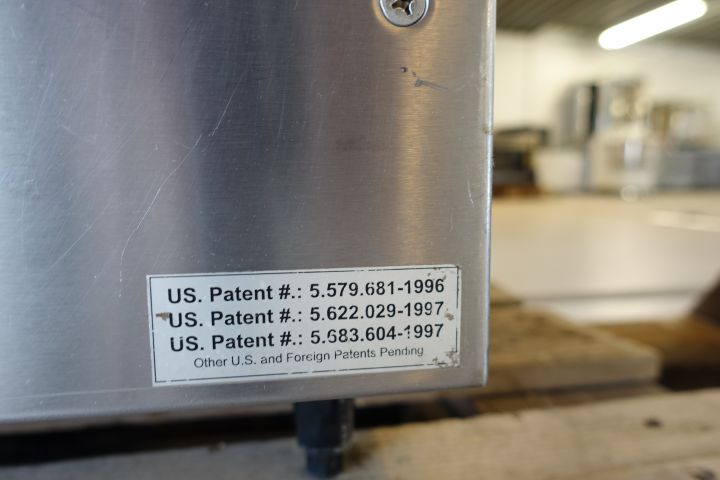 US. Patent #.: 5.579.681-1996
US. Patent #.: 5.622.029-1997
US. Patent #.: 5.683.604-1997
Other U.S. and Foreign Patents Pending